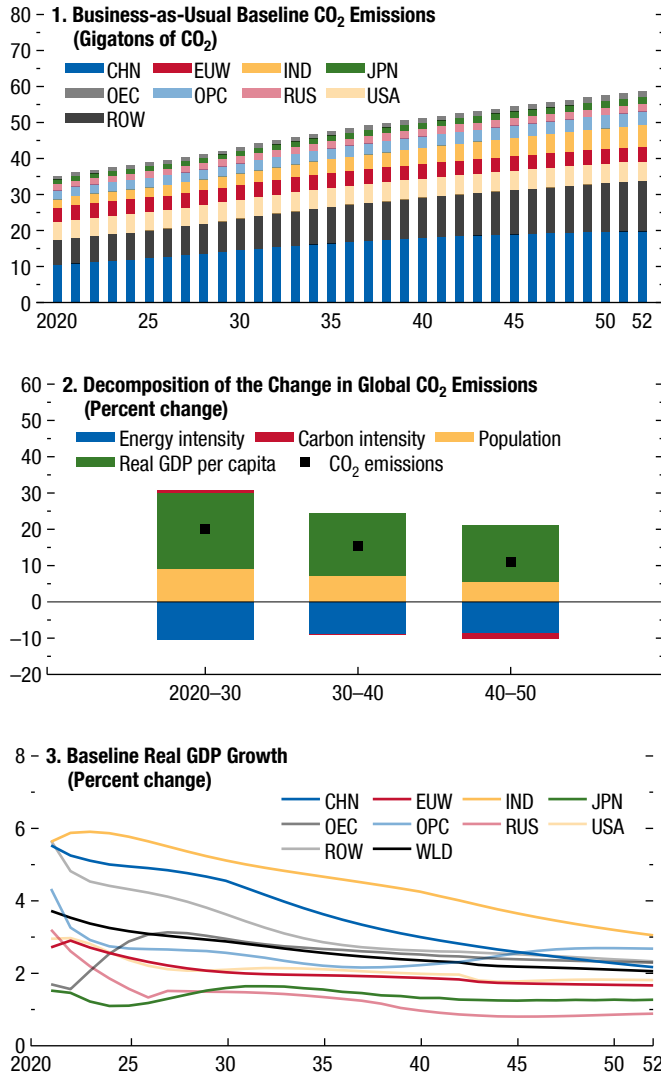 1. Business-as-Usual Baseline CO₂ Emissions
(Gigatons of CO₂)
CHN EUW IND JPN
OEC OPC RUS USA
ROW
80
70
60
50
40
30
20
10
0
2020 25 30 35 40 45 50 52
2. Decomposition of the Change in Global CO₂ Emissions
(Percent change)
Energy intensity Carbon intensity Population
Real GDP per capita CO₂ emissions
60
50
40
30
20
10
0
–10
–20
2020–30 30–40 40–50
3. Baseline Real GDP Growth
(Percent change)
CHN EUW IND JPN
OEC OPC RUS USA
ROW WLD
8
6
4
2
0
2020 25 30 35 40 45 50 52